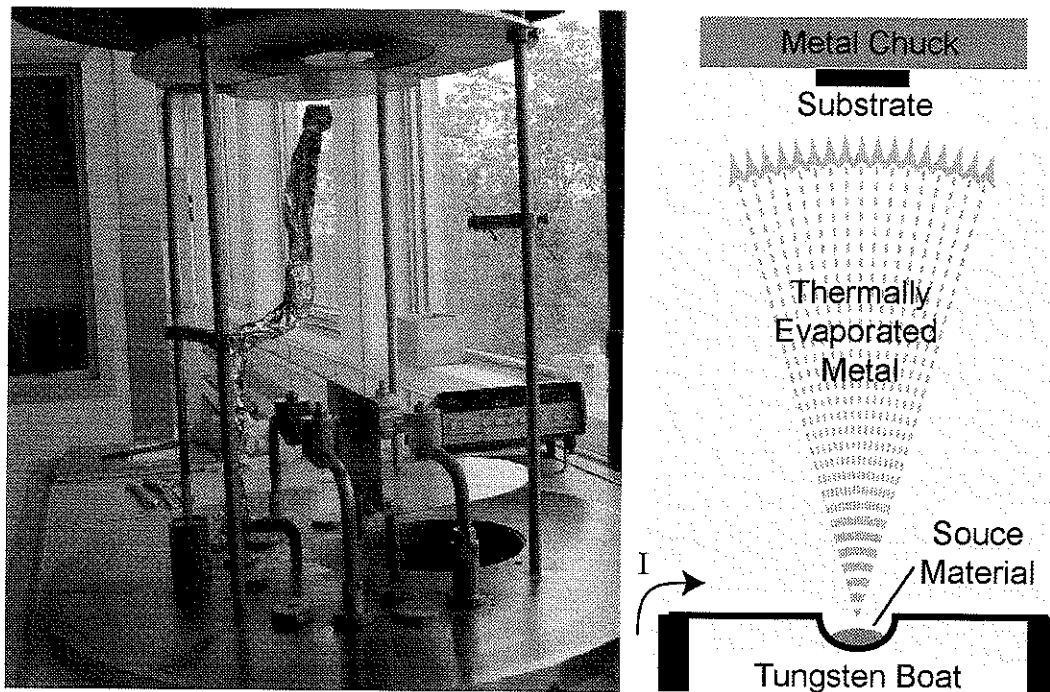 Metal Chuck
Substrate
Thermally
Evaporated
Metal
Souce
Material
I
Tungsten Boat